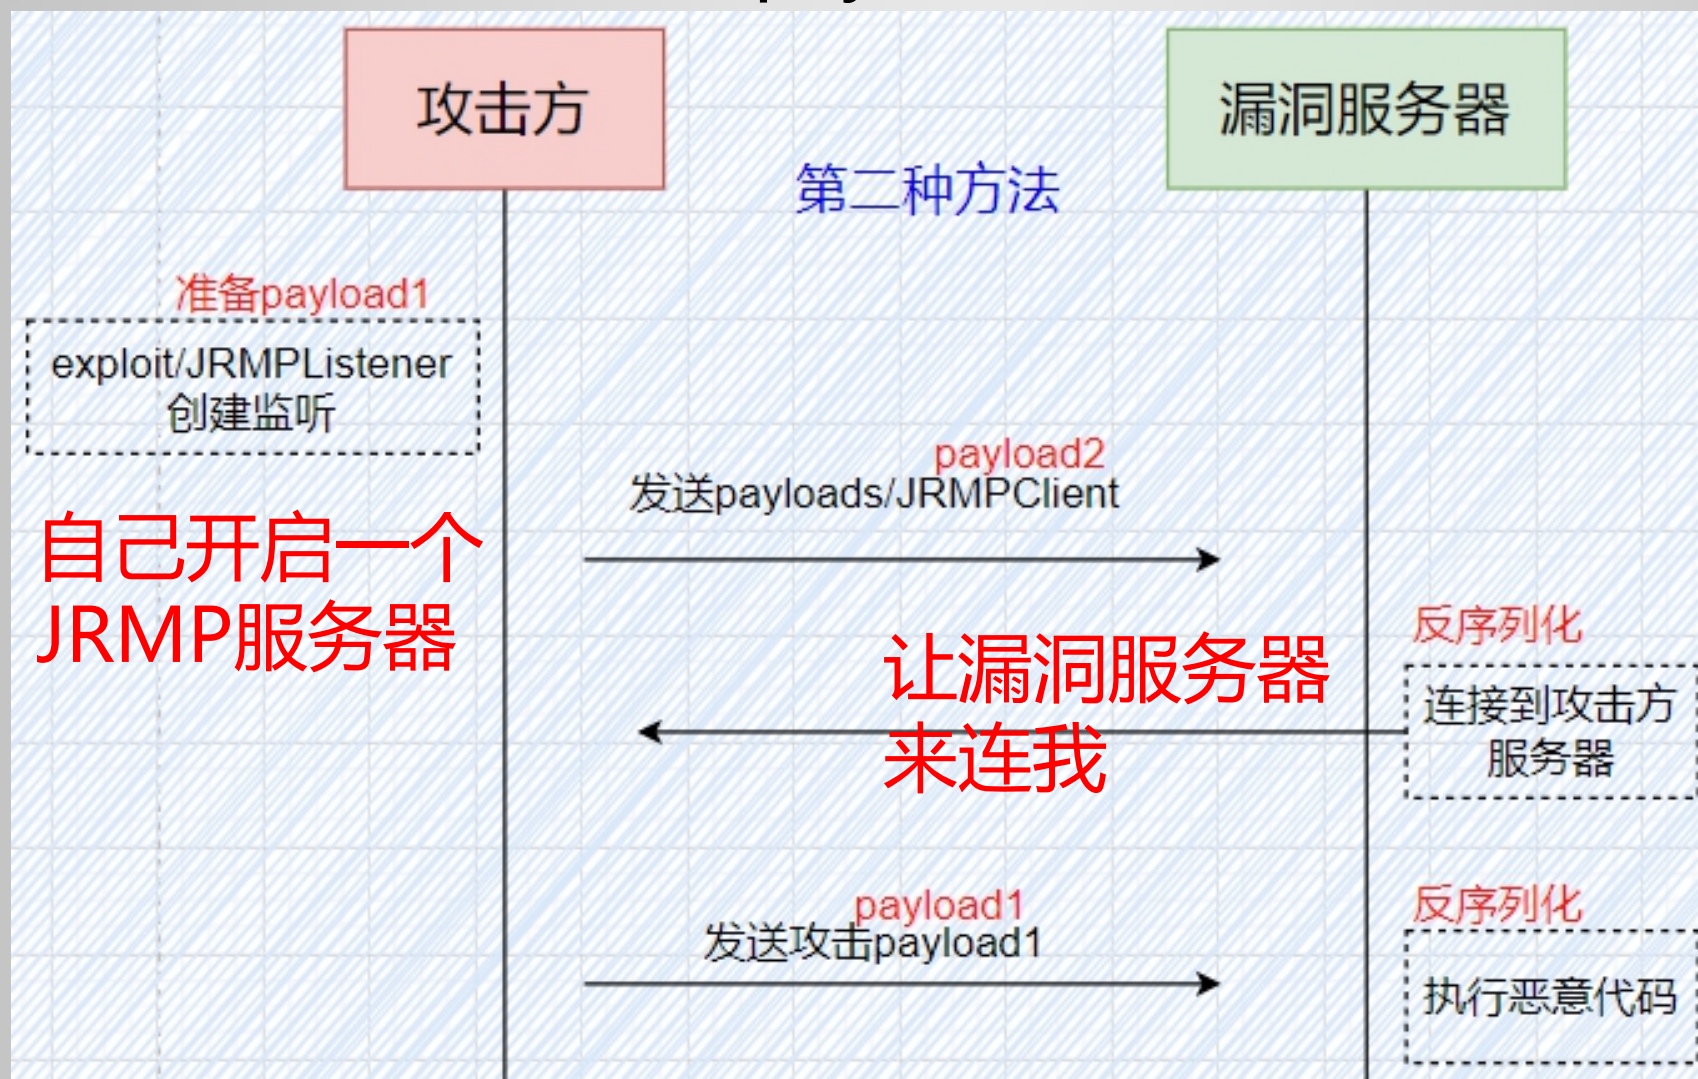 攻击方
漏洞服务器
第二种方法
准备payload1
exploit/JRMPListener
创建监听
payload2
发送payloads/JRMPClient
自己开启一个
JRMP服务器
反序列化
让漏洞服务器
来连我
连接到攻击方
服务器
payload1
发送攻击payload1
反序列化
执行恶意代码